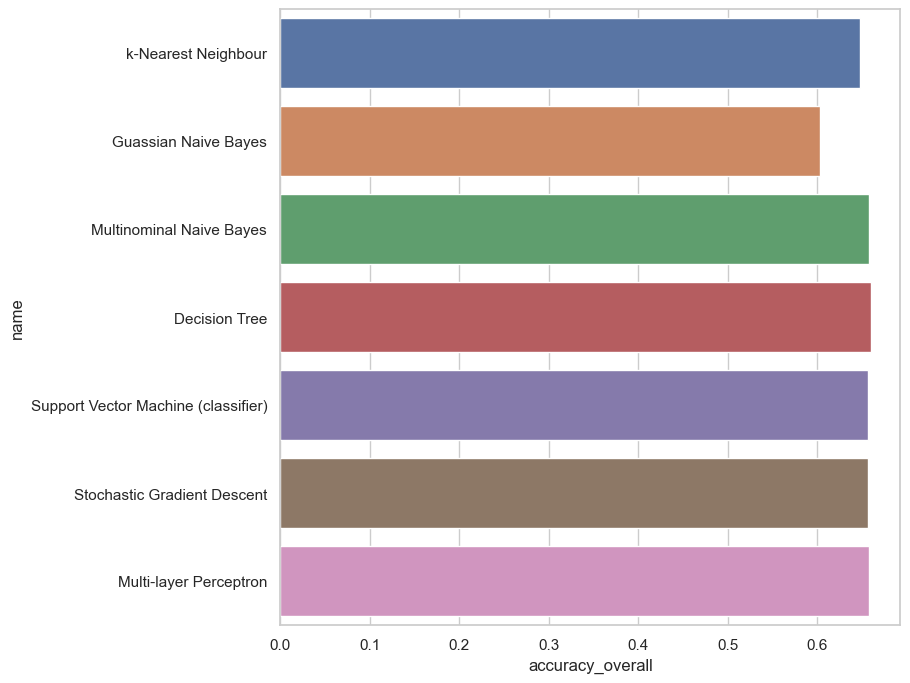 k-Nearest Neighbour
Guassian Naive Bayes
Multinominal Naive Bayes
Decision Tree
Support Vector Machine (classifier)
Stochastic Gradient Descent
Multi-layer Perceptron
name
0.0 0.1 0.2 0.3 0.4 0.5 0.6
accuracy_overall